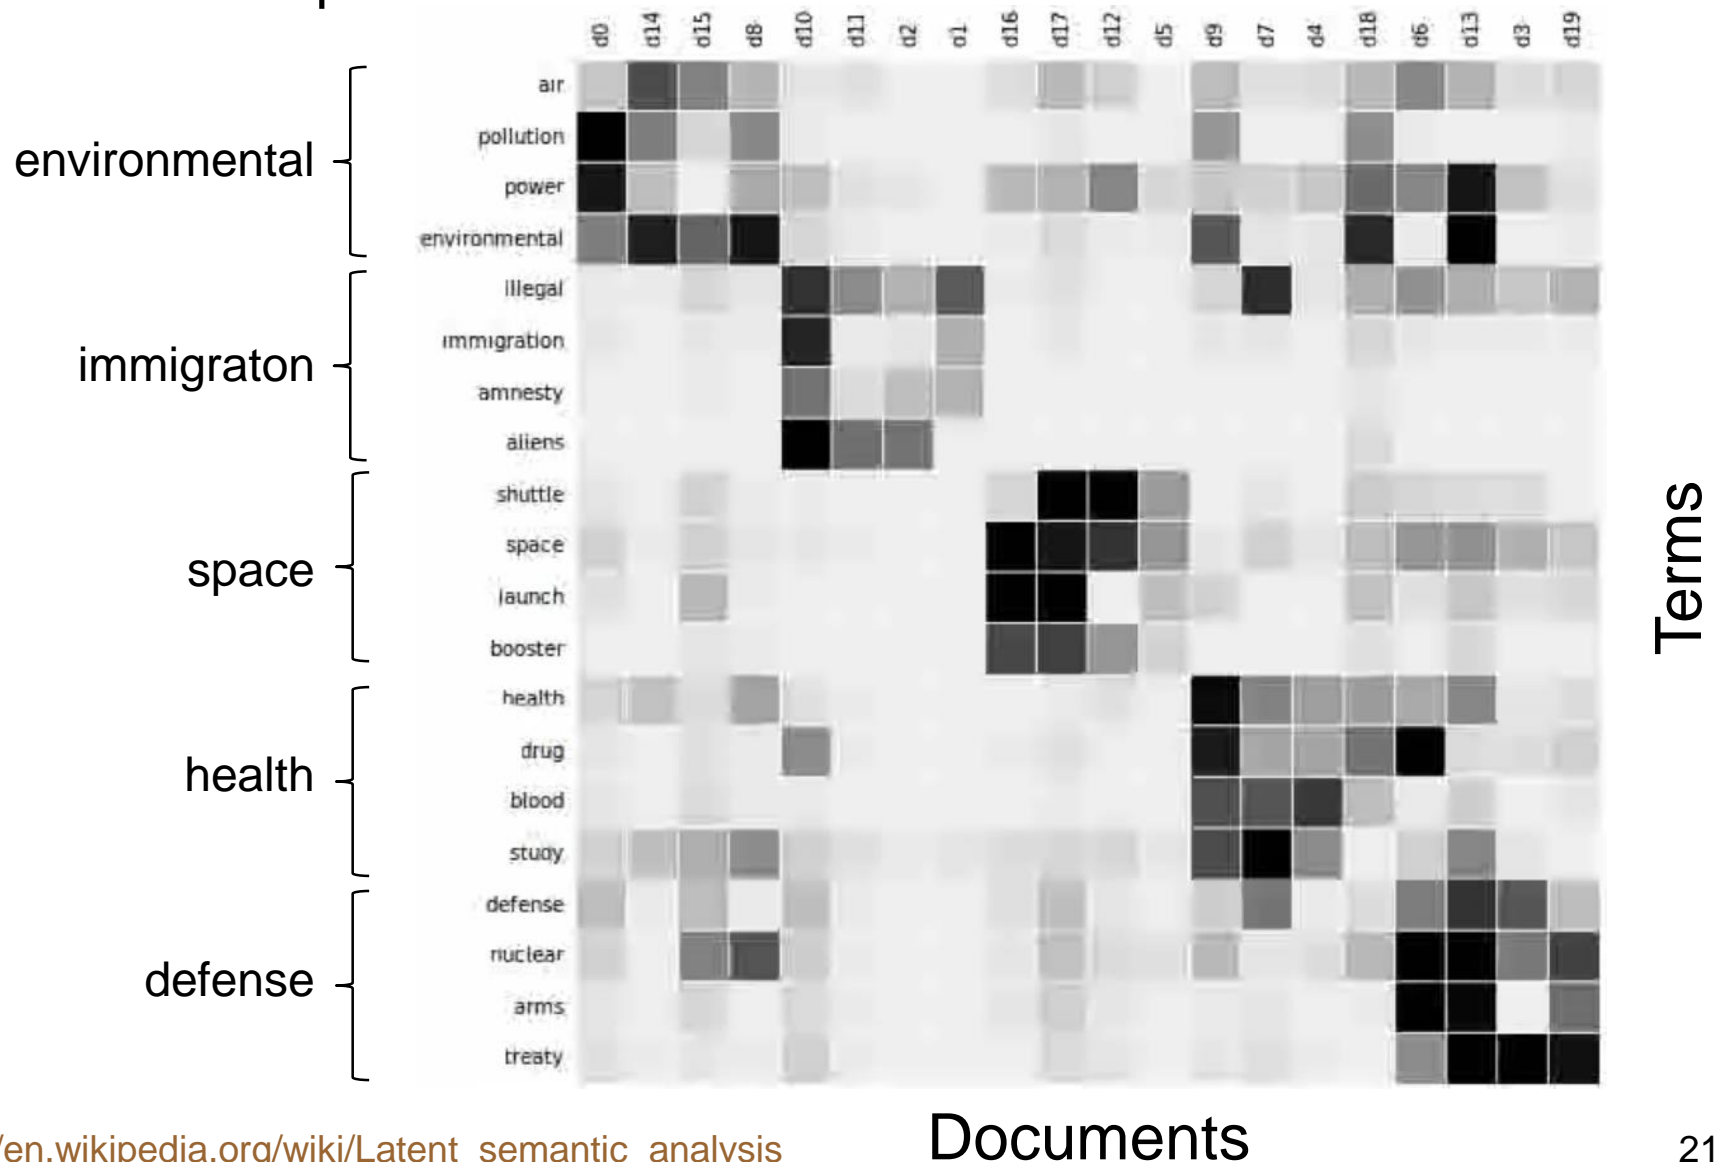 d0 d14 d15 d8 d10 d11 d2 d1 d16 d17 d12 d5 d9 d7 d4 d18 d6 d13 d3 d19
environmental
air
pollution
power
environmental
immigraton
illegal
immigration
amnesty
aliens
space
shuttle
space
launch
booster
health
health
drug
blood
study
defense
defense
nuclear
arms
treaty
Terms
Documents
/en.wikipedia.org/wiki/Latent_semantic_analysis
21